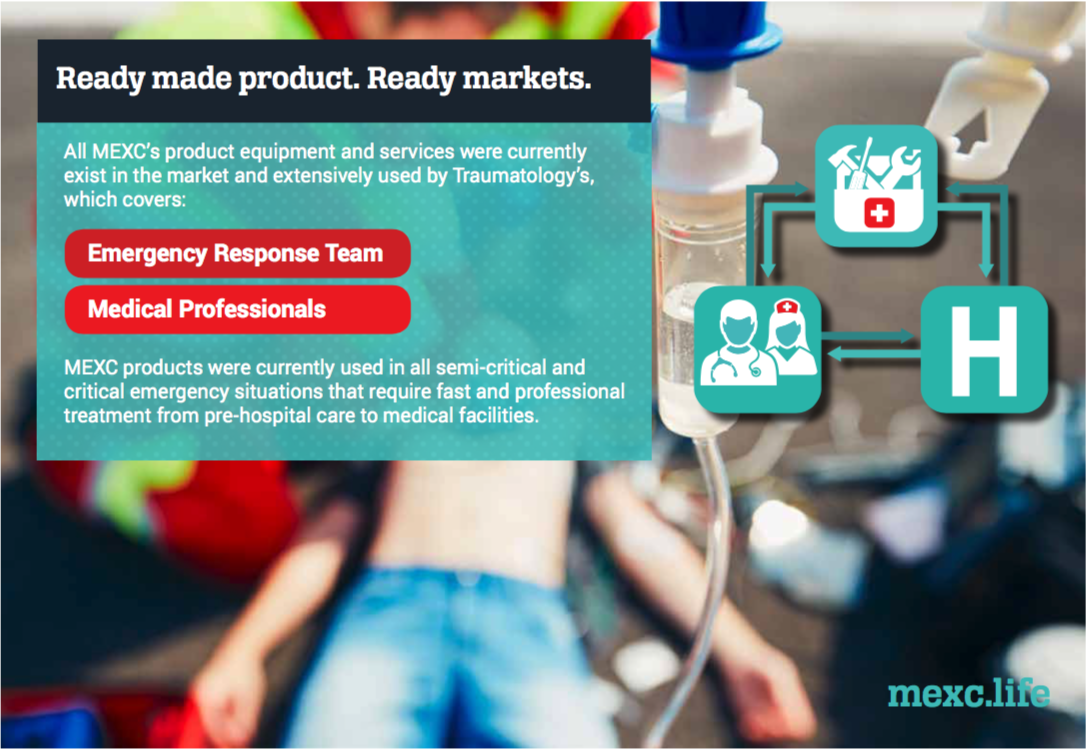 Ready made product. Ready markets.
All MEXC's product equipment and services were currently
exist in the market and extensively used by Traumatology's,
which covers:
Emergency Response Team
Medical Professionals
MEXC products were currently used in all semi-critical and
critical emergency situations that require fast and professional
treatment from pre-hospital care to medical facilities.
H
mexc.life